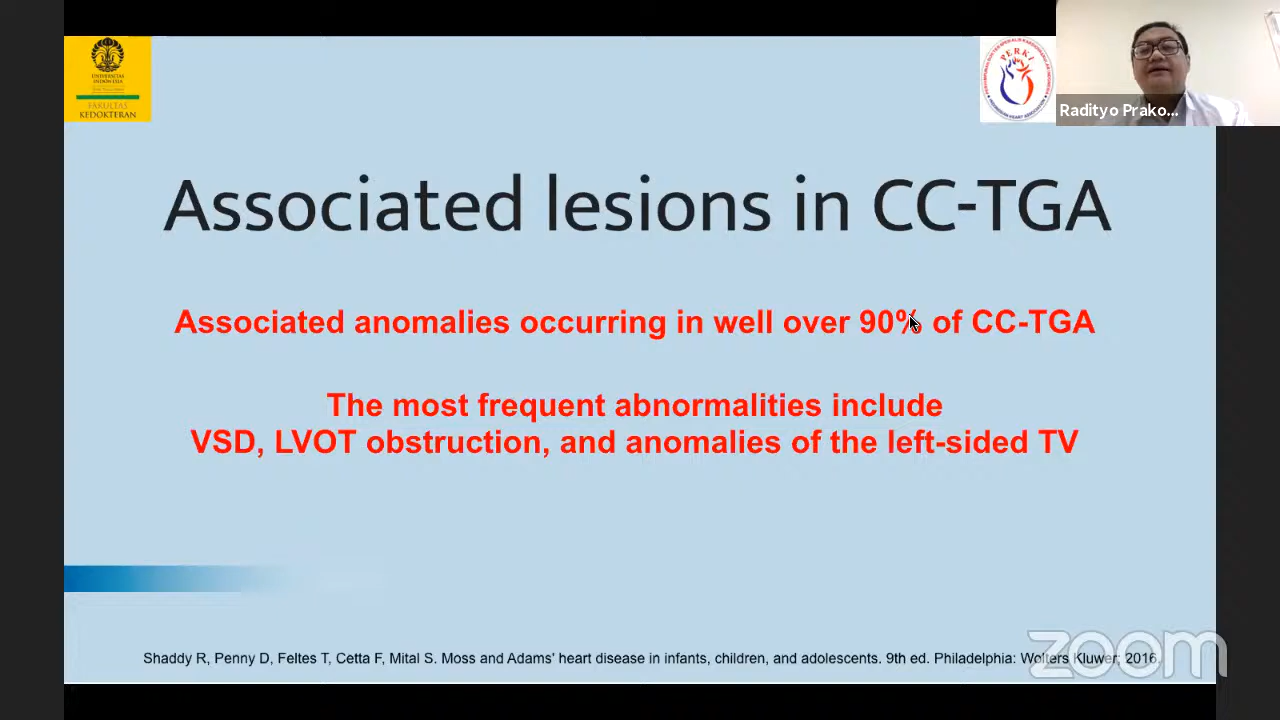 UNIVERSITAS
INDONESIA
FAKULTAS
KEDOKTERAN
PERKI
INDONESIAN HEART ASSOCIATION
Radityo Prako...
Associated lesions in CC-TGA
Associated anomalies occurring in well over 90% of CC-TGA
The most frequent abnormalities include
VSD, LVOT obstruction, and anomalies of the left-sided TV
Shaddy R, Penny D, Feltes T, Cetta F, Mital S. Moss and Adams' heart disease in infants, children, and adolescents. 9th ed. Philadelphia: Wolters Kluwer; 2016.
zoom